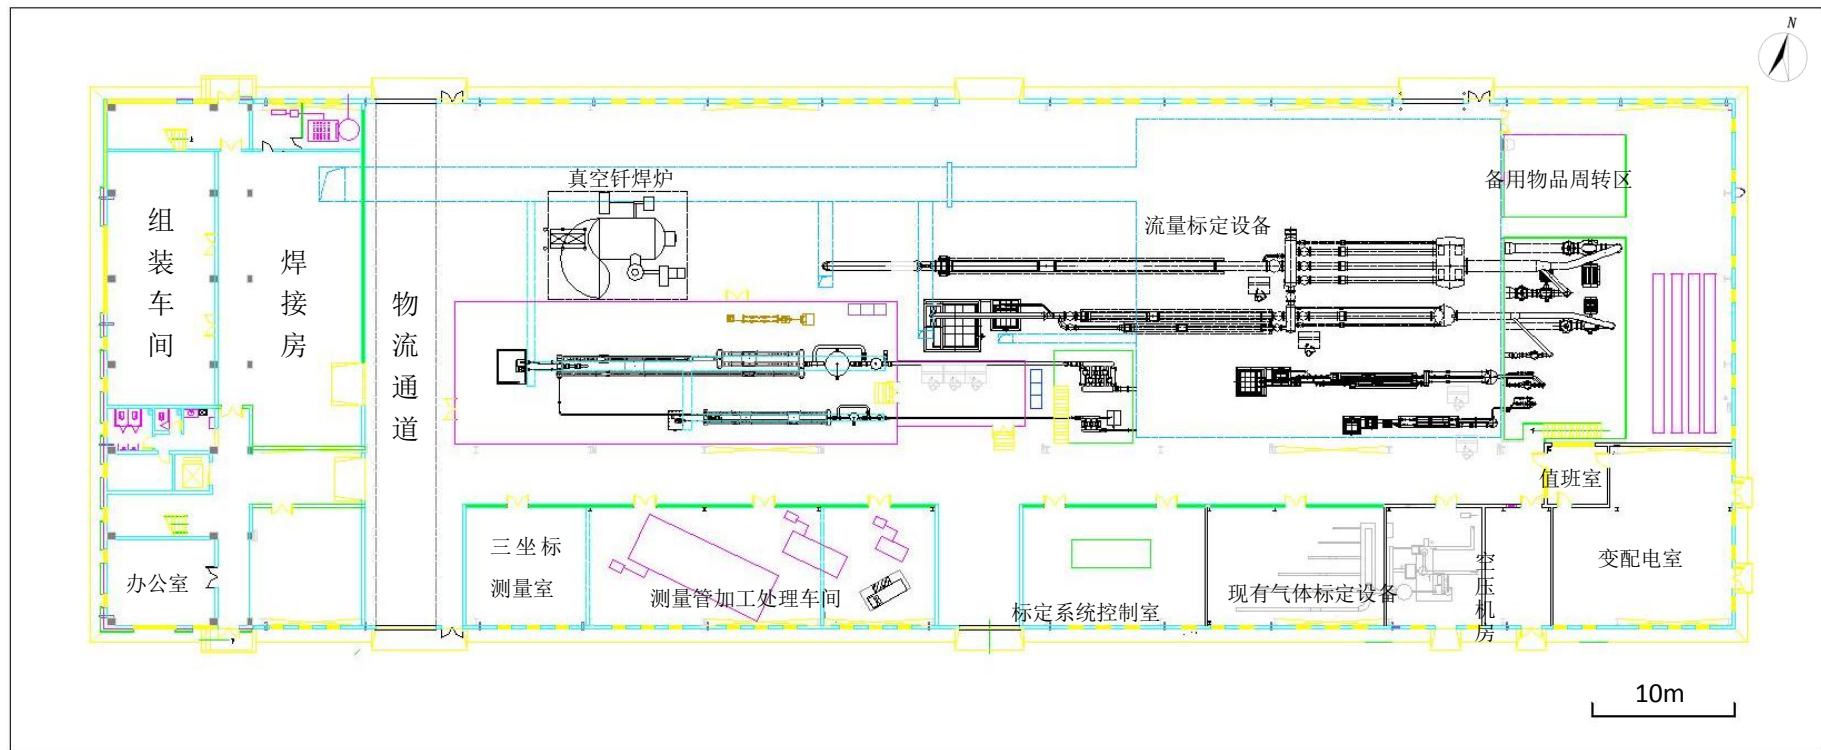 N
真空钎焊炉
备用物品周转区
流量标定设备
组装车间
焊接房
物流通道
值班室
三坐标
测量室
办公室
测量管加工处理车间
标定系统控制室
现有气体标定设备
空压机房
变配电室
10m